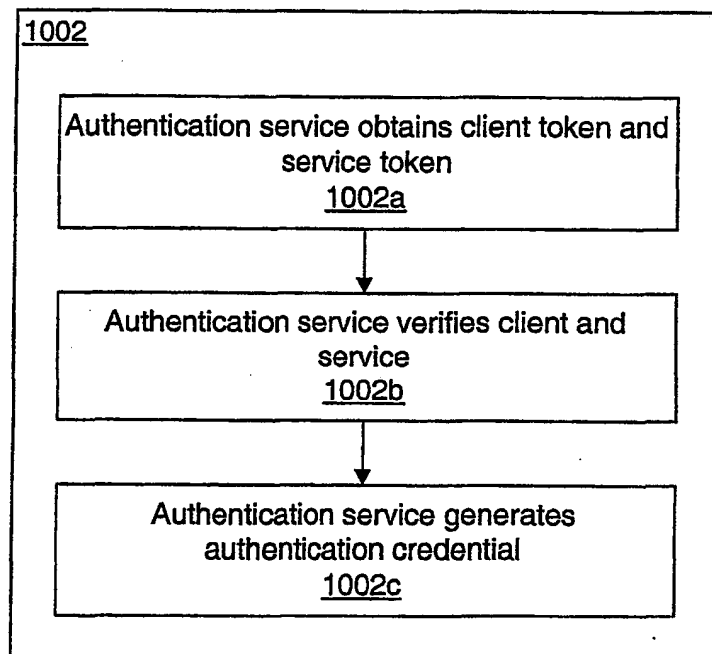 1002
Authentication service obtains client token and
service token
1002a
Authentication service verifies client and
service
1002b
Authentication service generates
authentication credential
1002c